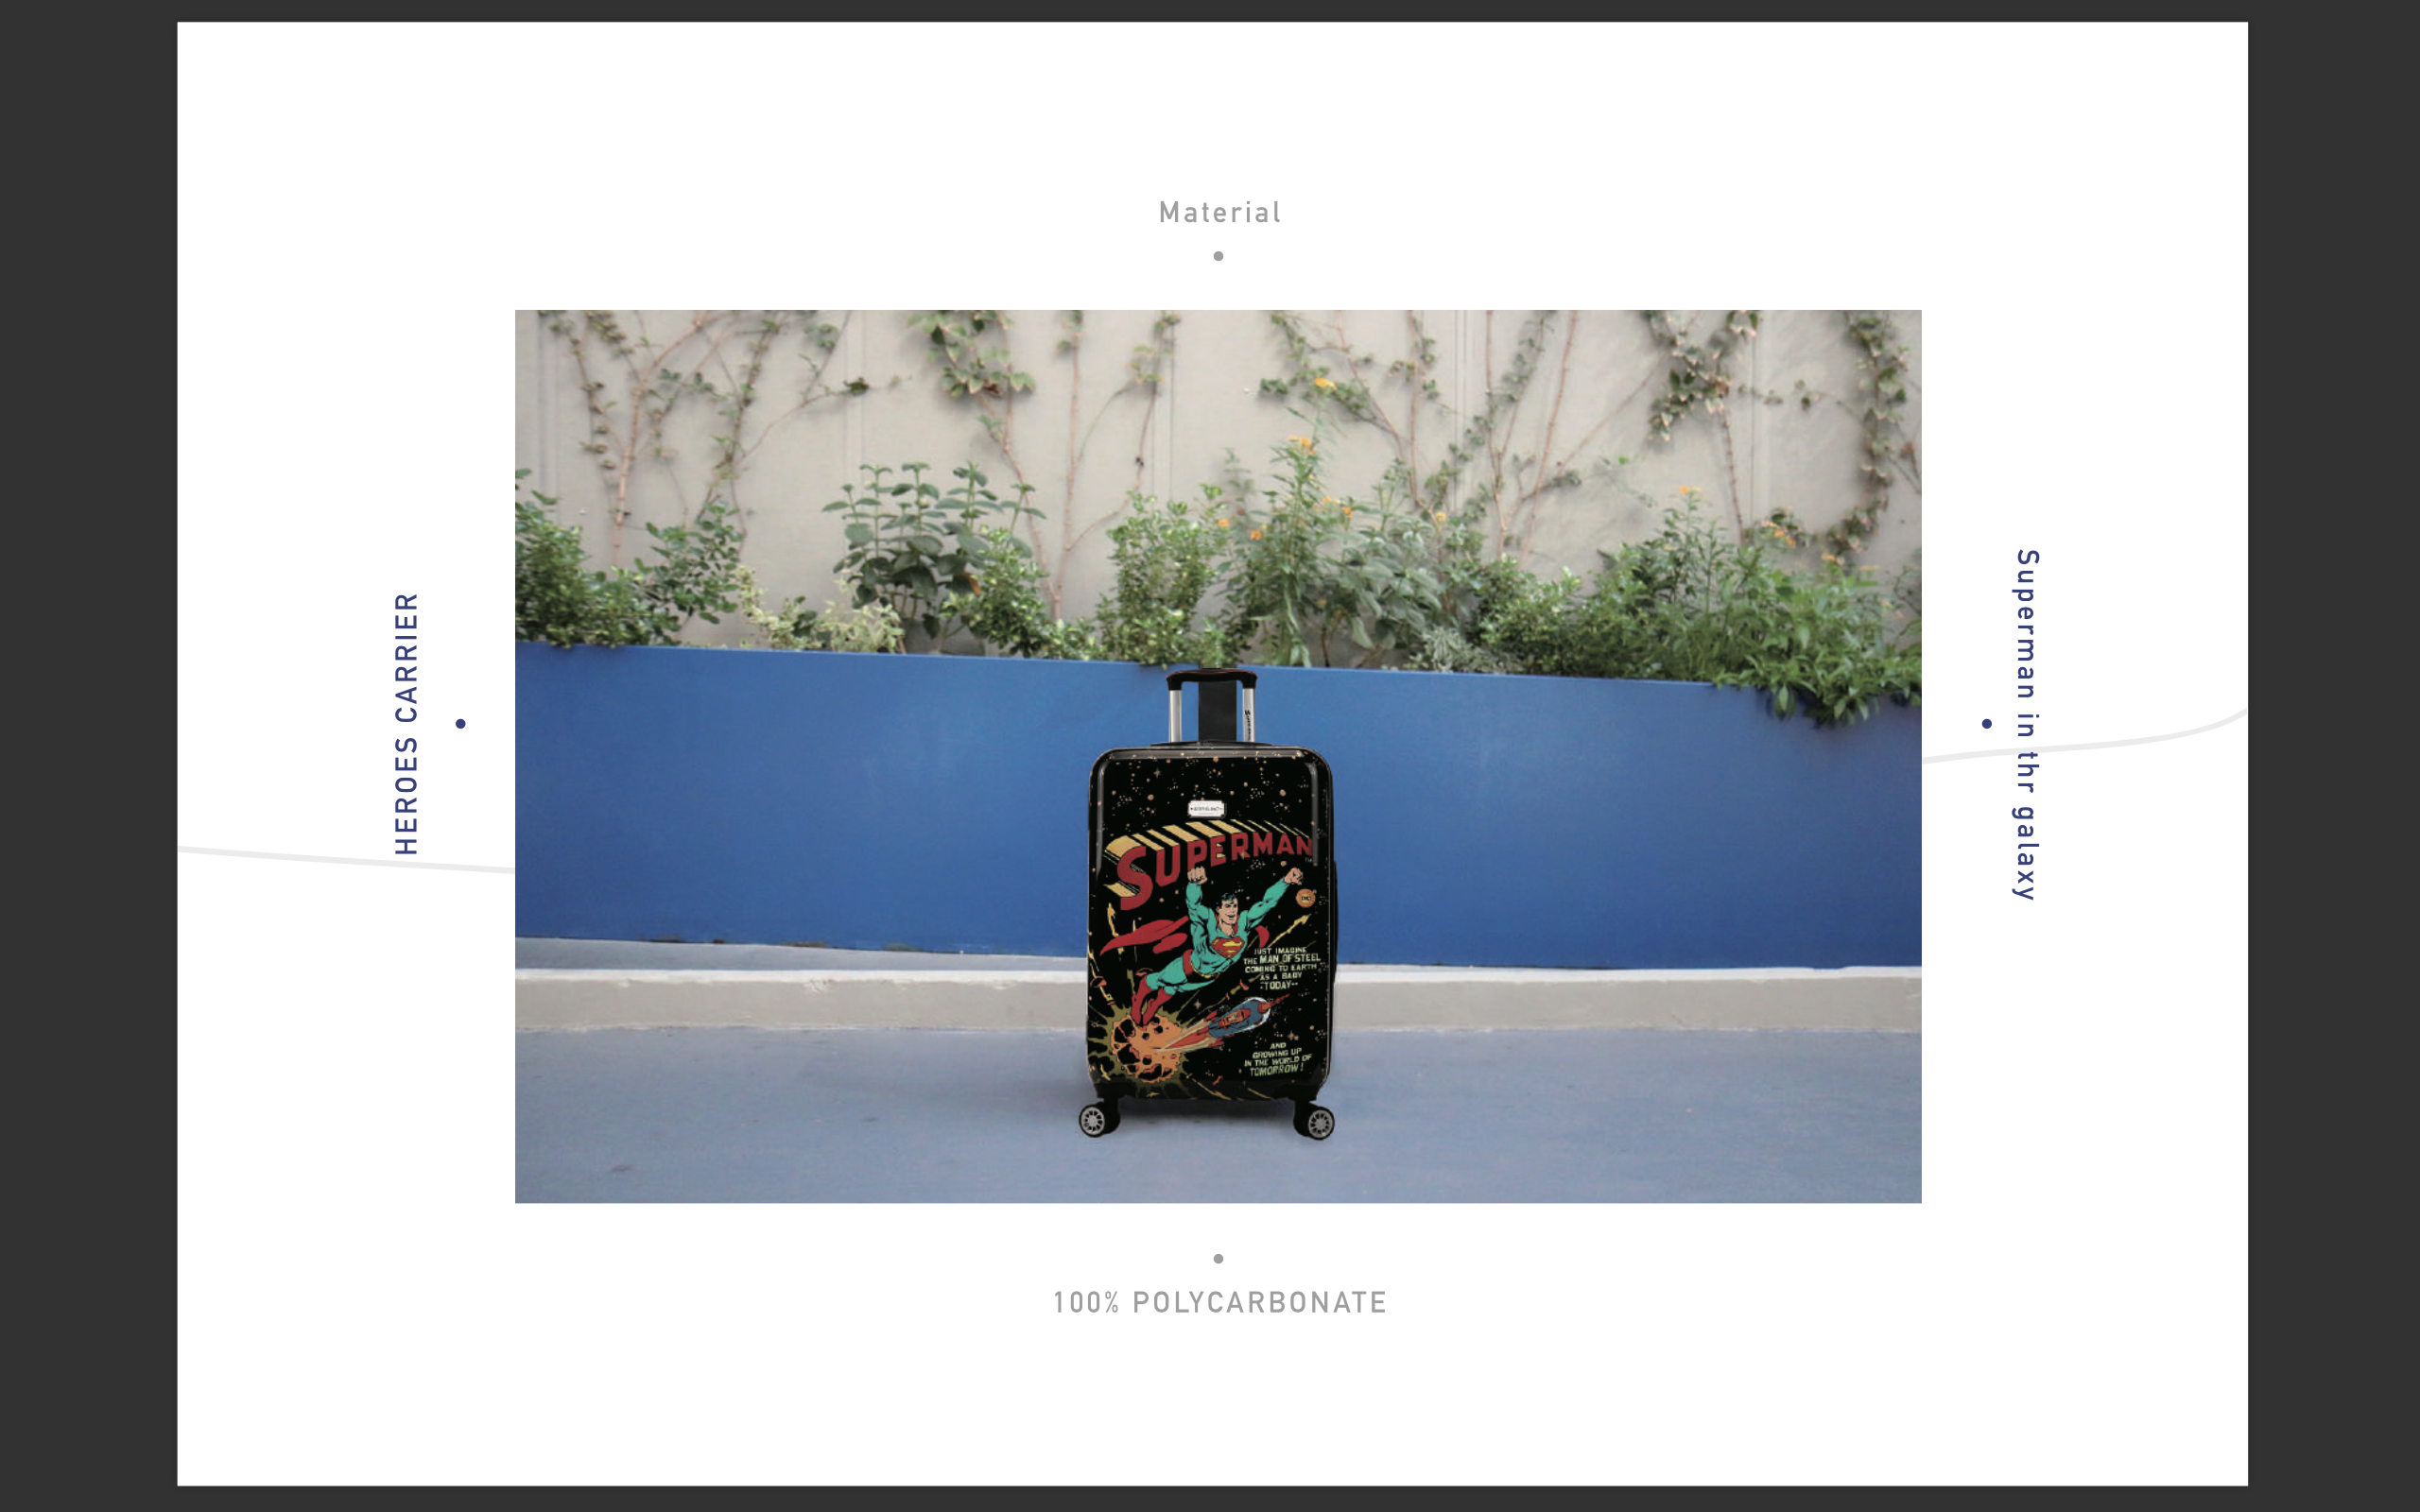 Material
HEROES CARRIER
Superman in thr galaxy
SUPERMAN
DC
JUST IMAGINE
THE MAN OF STEEL
COMING TO EARTH
AS A BABY
-TODAY-
AND
GROWING UP
IN THE WORLD OF
TOMORROW!
100% POLYCARBONATE